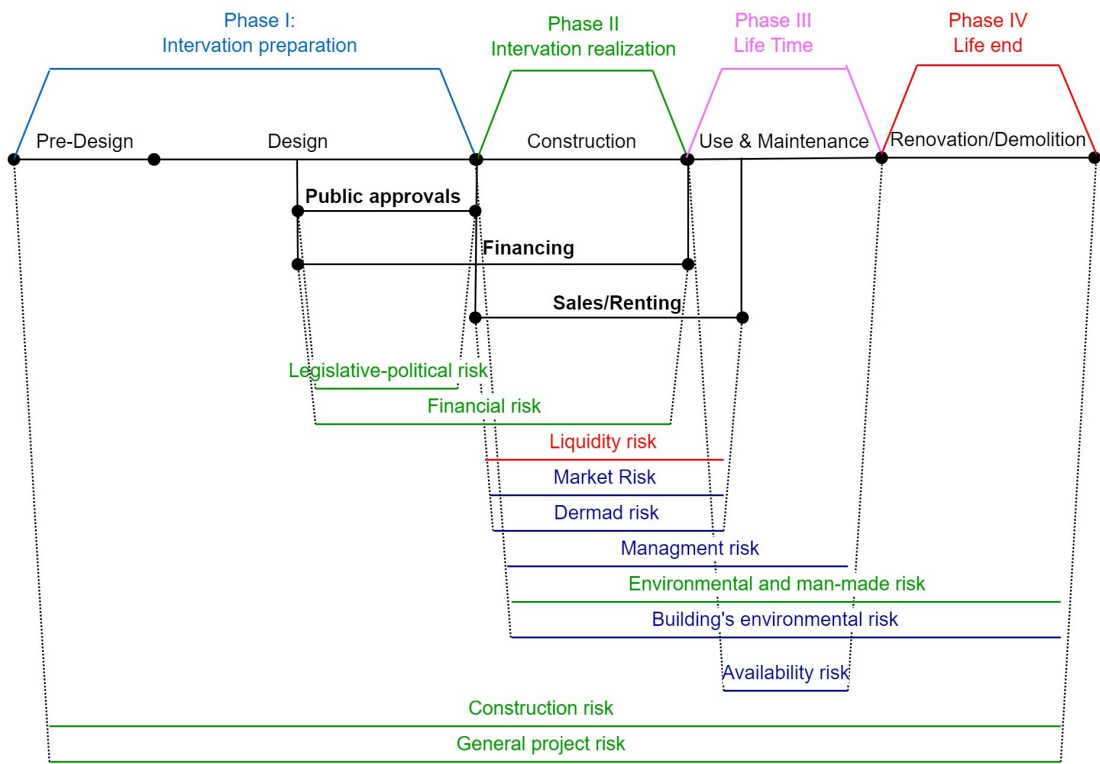 Phase I:
Intervation preparation
Phase II
Intervation realization
Phase III
Life Time
Phase IV
Life end
Pre-Design
Design
Construction
Use & Maintenance
Renovation/Demolition
Public approvals
Financing
Sales/Renting
Legislative-political risk
Financial risk
Liquidity risk
Market Risk
Dermad risk
Managment risk
Environmental and man-made risk
Building's environmental risk
Availability risk
Construction risk
General project risk